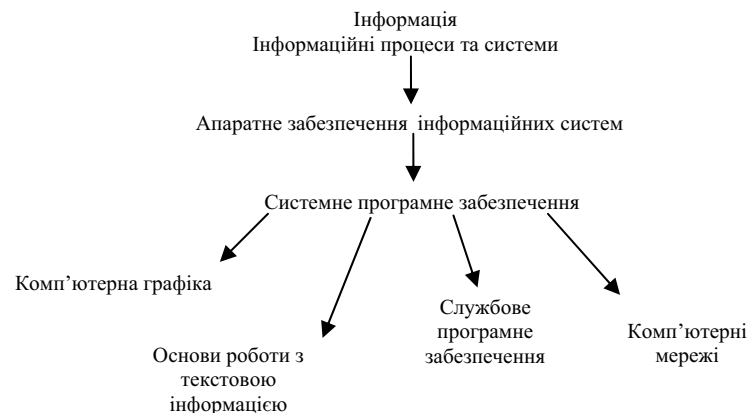 Інформація
Інформаційні процеси та системи
Апаратне забезпечення інформаційних систем
Системне програмне забезпечення
Комп’ютерна графіка
Основи роботи з
текстовою
інформацією
Службове
програмне
забезпечення
Комп’ютерні
мережі